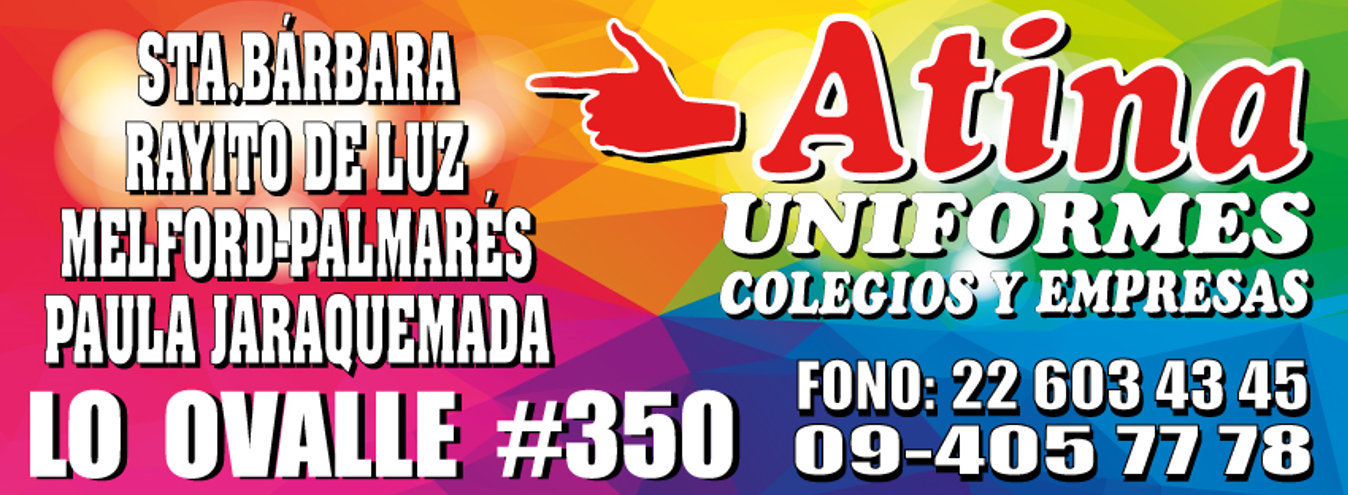 STA.BÁRBARA
RAYITO DE LUZ
MELFORD-PALMARÉS
PAULA JARAQUEMADA
LO OVALLE #350
Atina
UNIFORMES
COLEGIOS Y EMPRESAS
FONO: 22 603 43 45
09-405 77 78